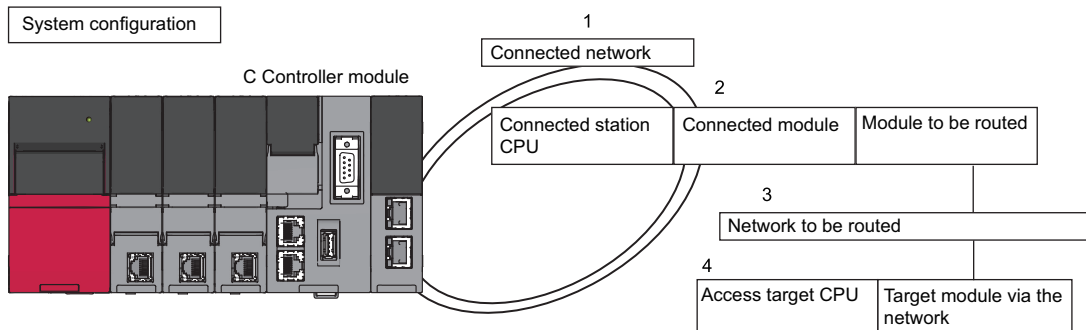 System configuration
1
Connected network
C Controller module
2
Connected station
CPU
Connected module
Module to be routed
3
Network to be routed
4
Access target CPU
Target module via the
network